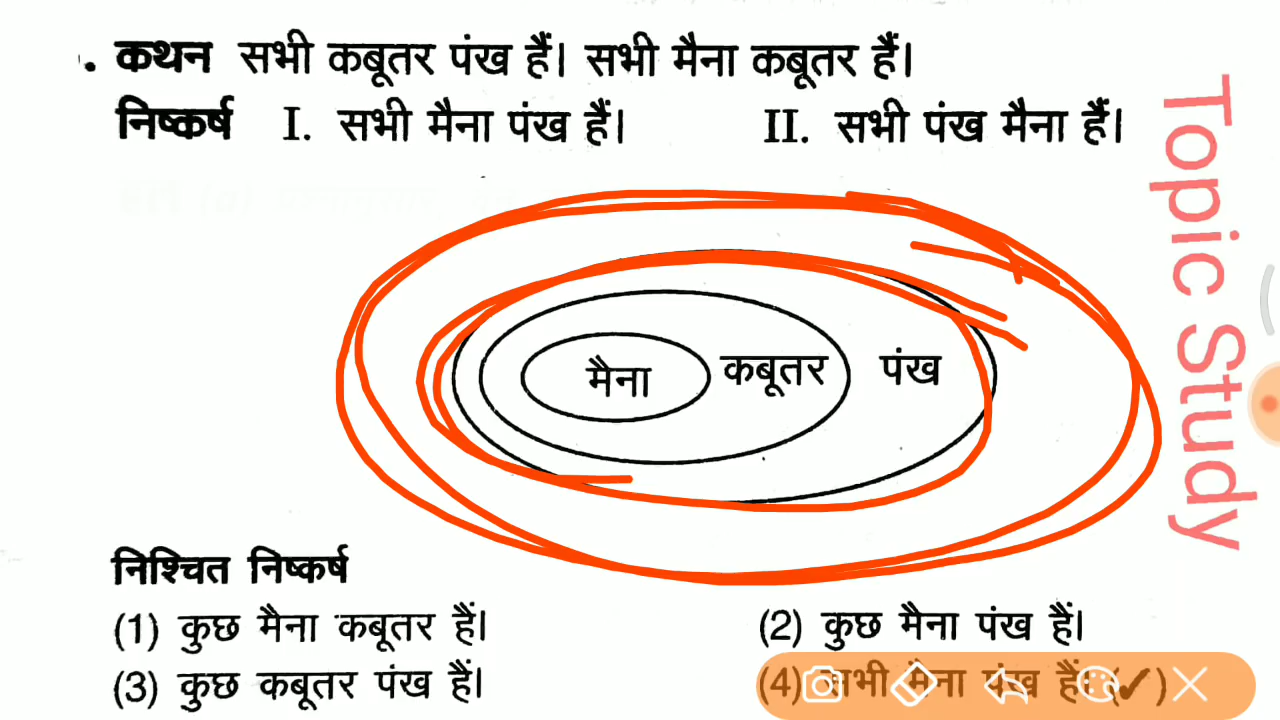 . कथन सभी कबूतर पंख हैं। सभी मैना कबूतर हैं।
निष्कर्ष I. सभी मैना पंख हैं। II. सभी पंख मैना हैं।
मैना कबूतर पंख
Topic Study
निश्चित निष्कर्ष
(1) कुछ मैना कबूतर हैं। (2) कुछ मैना पंख हैं।
(3) कुछ कबूतर पंख हैं। (4) सभी मैना पंख हैं। (✓)